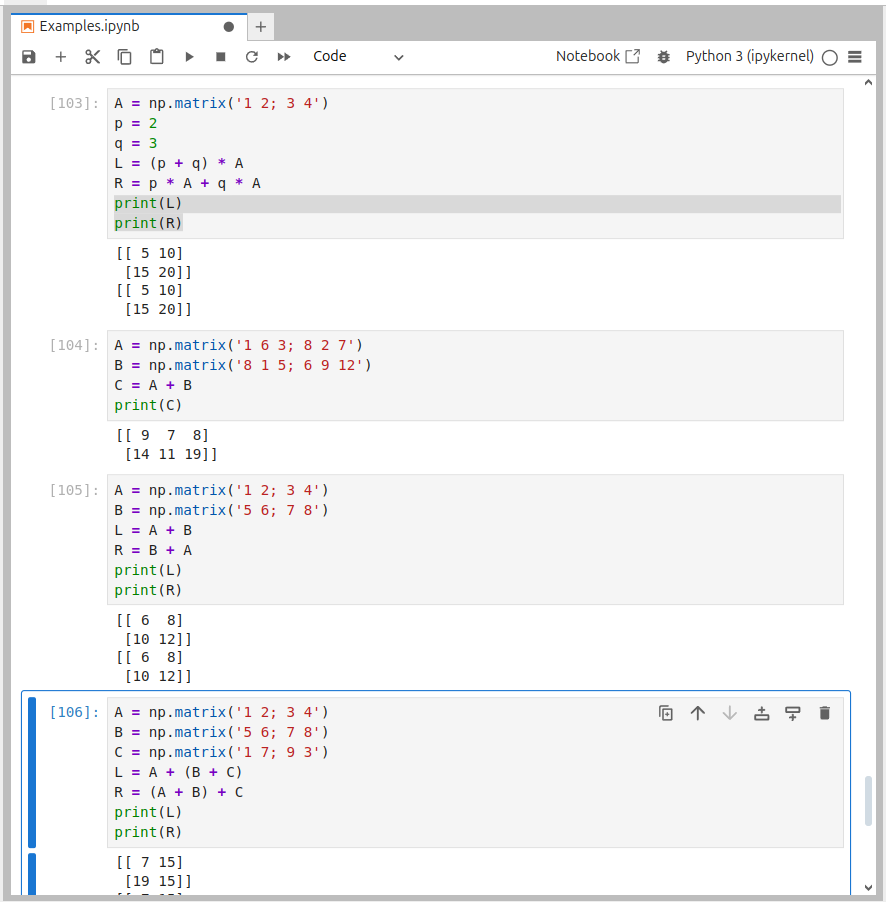 Examples.ipynb
Code
Notebook
Python 3 (ipykernel)
[103]:
A = np.matrix('1 2; 3 4')
p = 2
q = 3
L = (p + q) * A
R = p * A + q * A
print(L)
print(R)
[[ 5 10]
 [15 20]]
[[ 5 10]
 [15 20]]
[104]:
A = np.matrix('1 6 3; 8 2 7')
B = np.matrix('8 1 5; 6 9 12')
C = A + B
print(C)
[[ 9  7  8]
 [14 11 19]]
[105]:
A = np.matrix('1 2; 3 4')
B = np.matrix('5 6; 7 8')
L = A + B
R = B + A
print(L)
print(R)
[[ 6  8]
 [10 12]]
[[ 6  8]
 [10 12]]
[106]:
A = np.matrix('1 2; 3 4')
B = np.matrix('5 6; 7 8')
C = np.matrix('1 7; 9 3')
L = A + (B + C)
R = (A + B) + C
print(L)
print(R)
[[ 7 15]
 [19 15]]